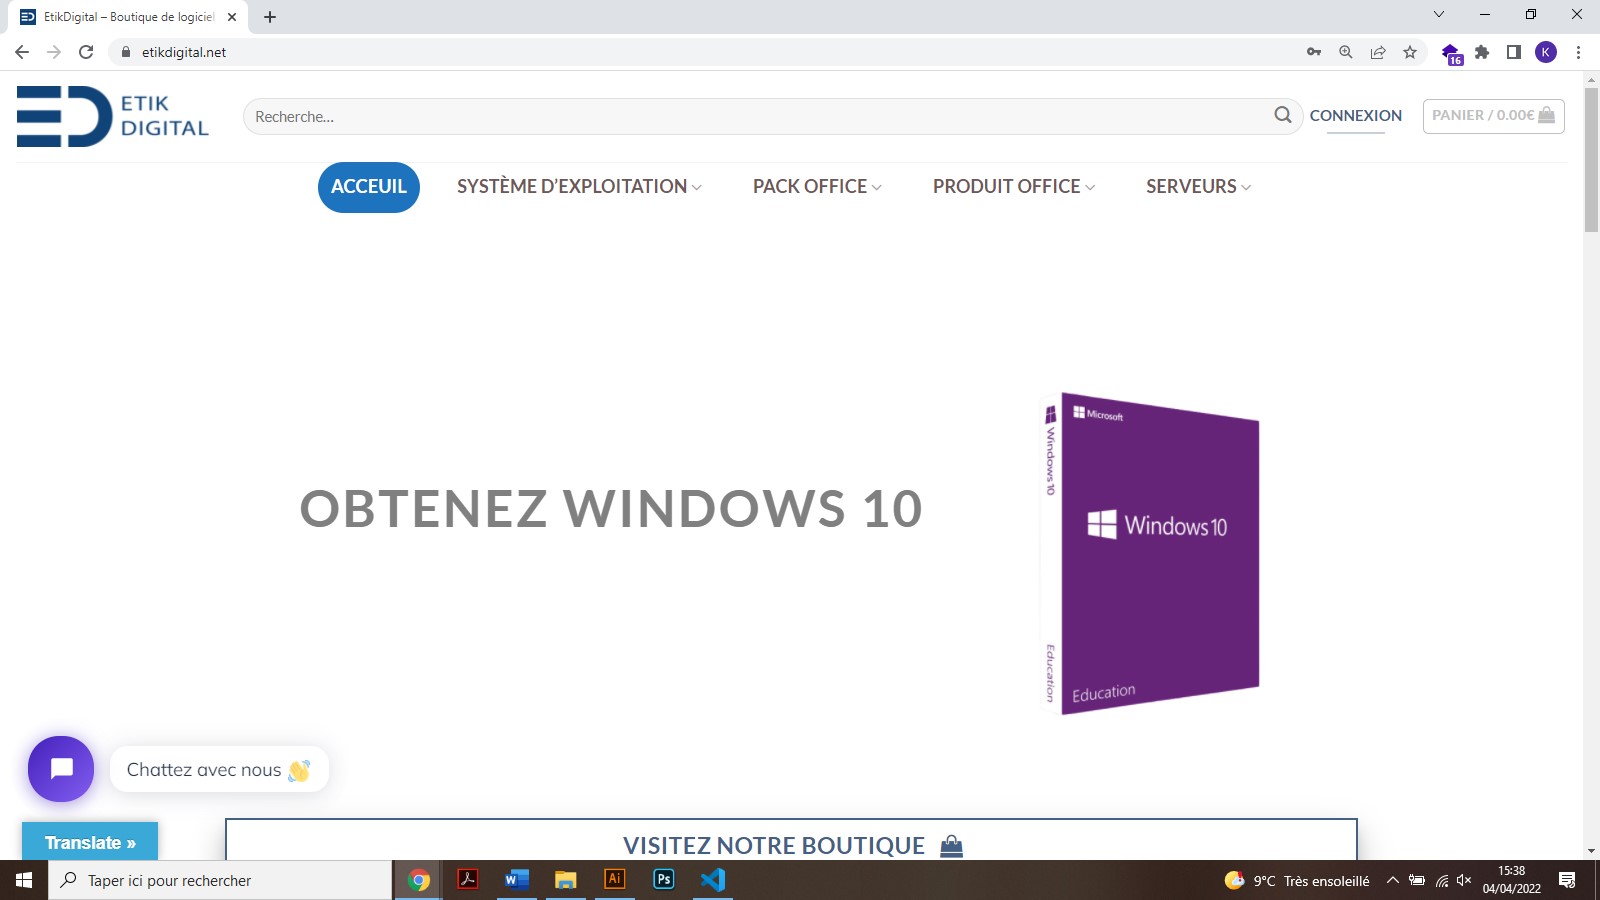 EtikDigital – Boutique de logiciel
etikdigital.net
16
K
ETIK
DIGITAL
Recherche...
CONNEXION
PANIER / 0.00€
ACCEUIL
SYSTÈME D'EXPLOITATION
PACK OFFICE
PRODUIT OFFICE
SERVEURS
OBTENEZ WINDOWS 10
Microsoft
Windows 10
Windows 10
Education
Education
Chattez avec nous 👋
Translate »
VISITEZ NOTRE BOUTIQUE
Taper ici pour rechercher
W
Ai
Ps
9°C Très ensoleillé
15:38
04/04/2022